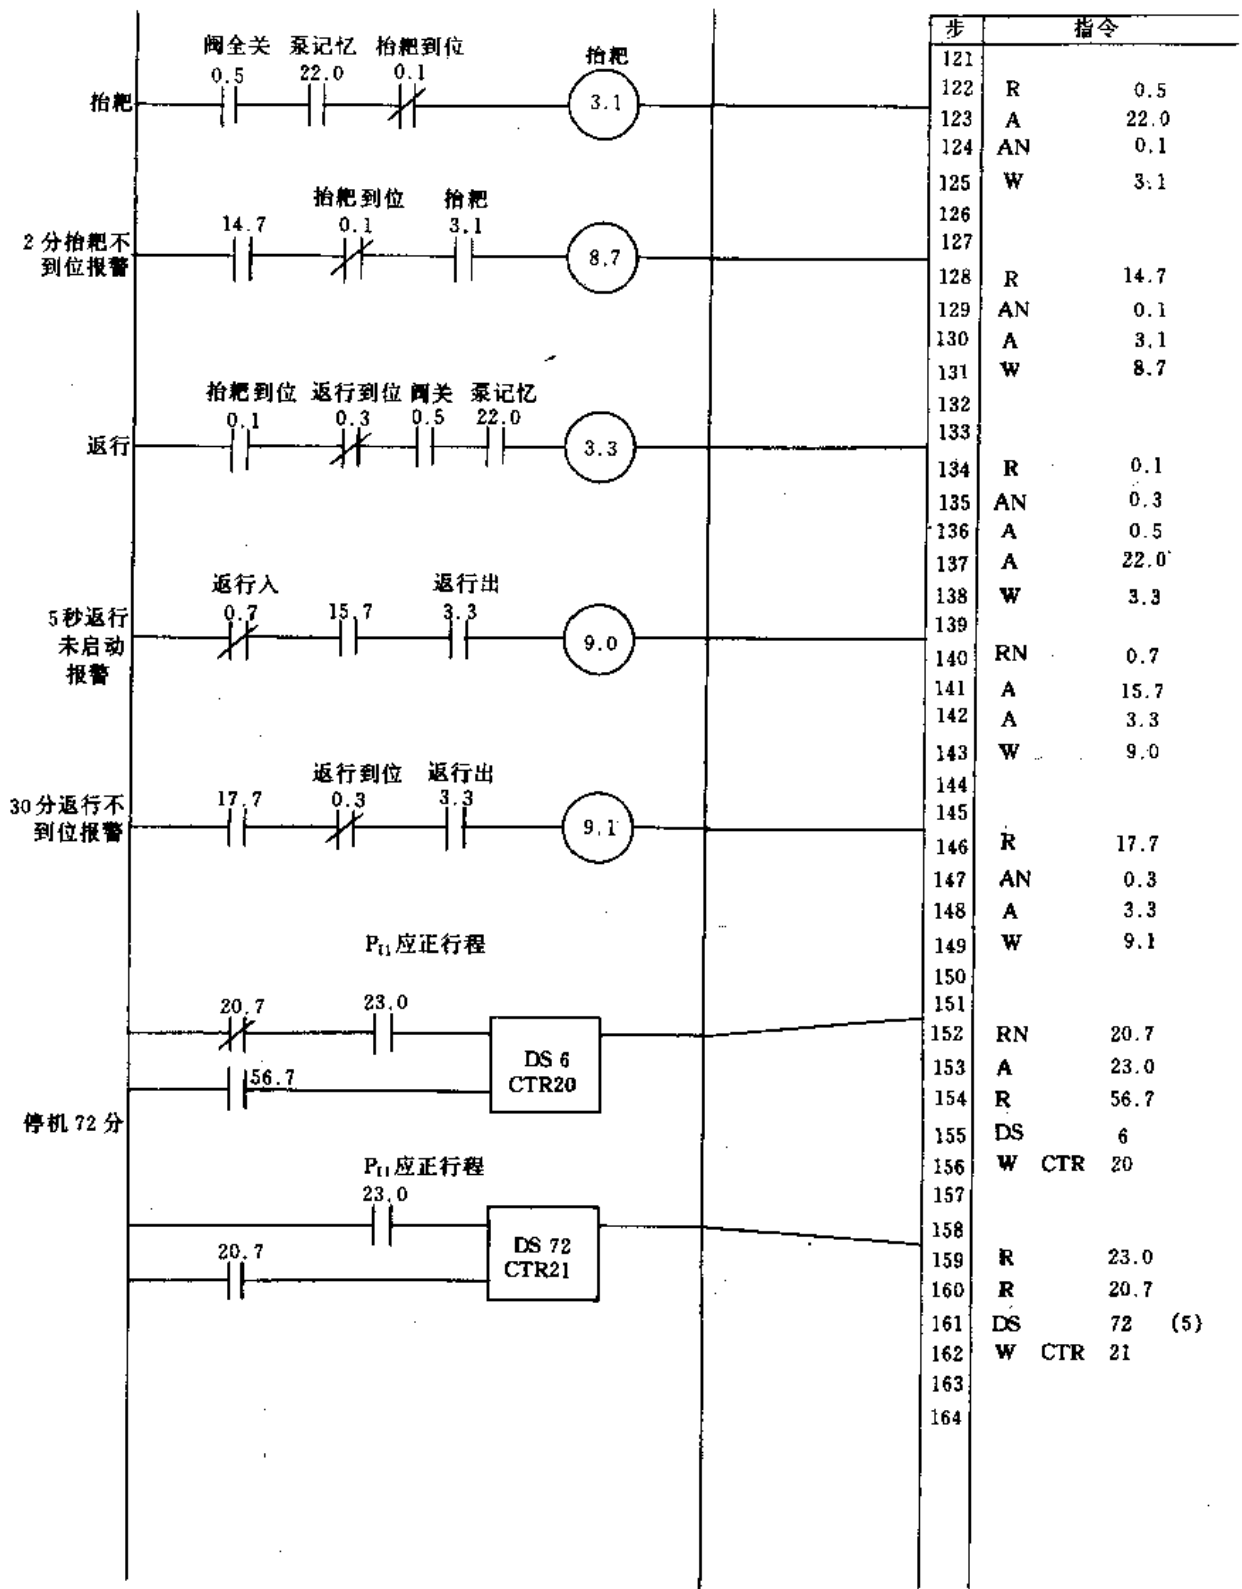 步 指令
121
122 R 0.5
123 A 22.0
124 AN 0.1
125 W 3.1
126
127
128 R 14.7
129 AN 0.1
130 A 3.1
131 W 8.7
132
133
134 R 0.1
135 AN 0.3
136 A 0.5
137 A 22.0
138 W 3.3
139
140 RN 0.7
141 A 15.7
142 A 3.3
143 W 9.0
144
145
146 R 17.7
147 AN 0.3
148 A 3.3
149 W 9.1
150
151
152 RN 20.7
153 A 23.0
154 R 56.7
155 DS 6
156 W CTR 20
157
158
159 R 23.0
160 R 20.7
161 DS 72 (5)
162 W CTR 21
163
164
阀全关 泵记忆 抬耙到位 抬耙
0.5 22.0 0.1
抬耙 3.1
抬耙到位 抬耙
14.7 0.1 3.1
2分抬耙不
到位报警
8.7
抬耙到位 返行到位 阀关 泵记忆
0.1 0.3 0.5 22.0
返行 3.3
返行入 返行出
0.7 15.7 3.3
5秒返行
未启动
报警
9.0
返行到位 返行出
17.7 0.3 3.3
30分返行不
到位报警
9.1
应正行程
20.7 23.0
DS 6
CTR20
56.7
停机72分
应正行程
23.0
DS 72
CTR21
20.7